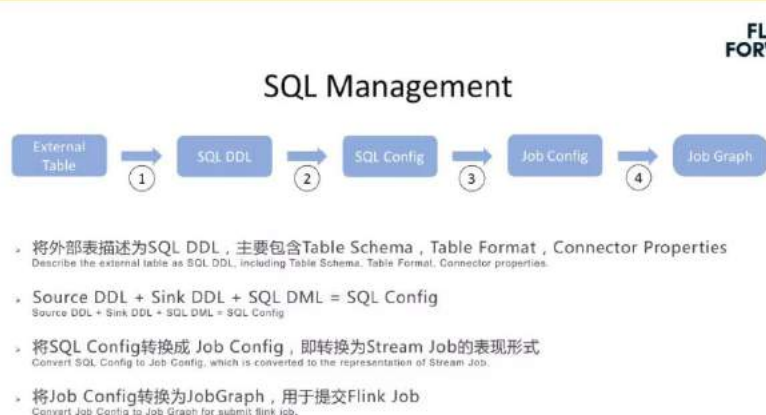 SQL Management
External
Table
SQL DDL
SQL Config
Job Config
Job Graph
1
2
3
4
将外部表描述为SQL DDL，主要包含Table Schema，Table Format，Connector Properties
Describe the external table as SQL DDL, including Table Schema, Table Format, Connector properties.
Source DDL + Sink DDL + SQL DML = SQL Config
Source DDL + Sink DDL + SQL DML = SQL Config
将SQL Config转换成 Job Config，即转换为Stream Job的表现形式
Convert SQL Config to Job Config, which is converted to the representation of Stream Job.
将Job Config转换为JobGraph，用于提交Flink Job
Convert Job Config to Job Graph for submit flink job.